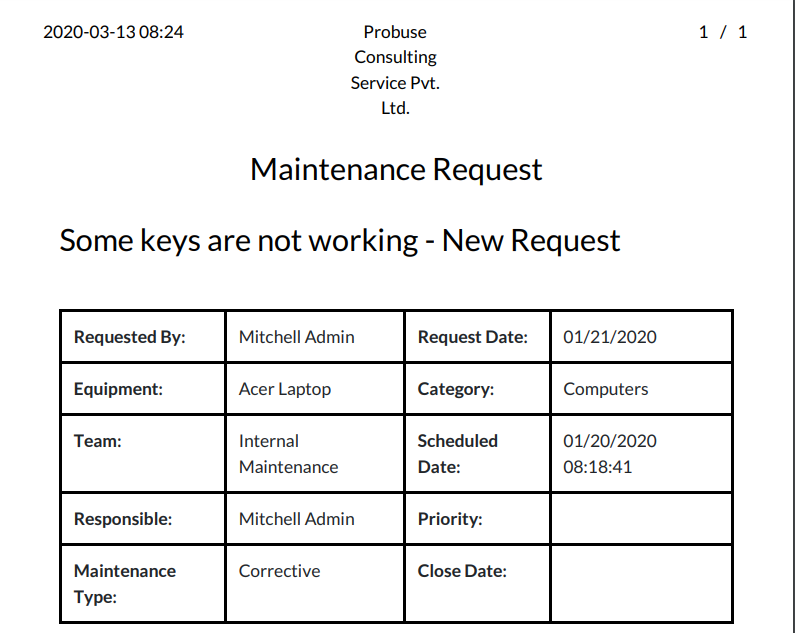 2020-03-13 08:24
Probuse
Consulting
Service Pvt.
Ltd.
1 / 1
Maintenance Request
Some keys are not working - New Request
Requested By: Mitchell Admin Request Date: 01/21/2020
Equipment: Acer Laptop Category: Computers
Team: Internal Maintenance Scheduled Date: 01/20/2020 08:18:41
Responsible: Mitchell Admin Priority:
Maintenance Type: Corrective Close Date: